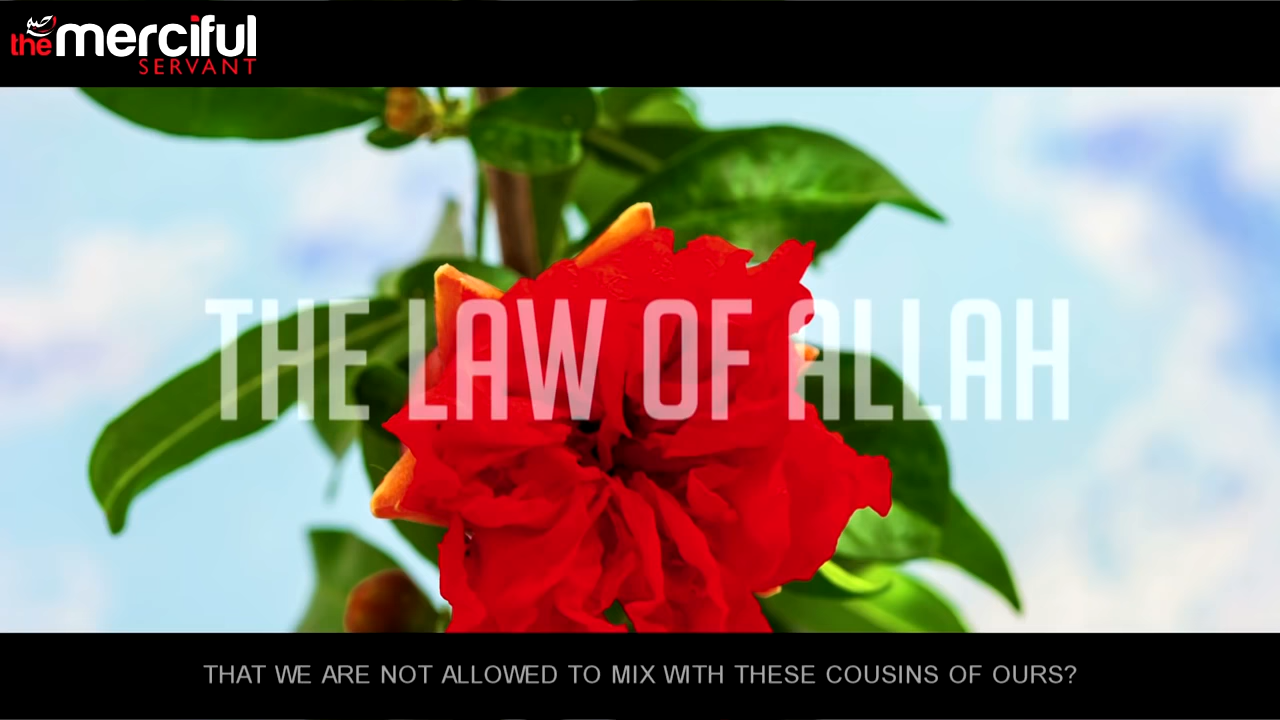 the merciful
SERVANT
THE LAW OF ALLAH
THAT WE ARE NOT ALLOWED TO MIX WITH THESE COUSINS OF OURS?